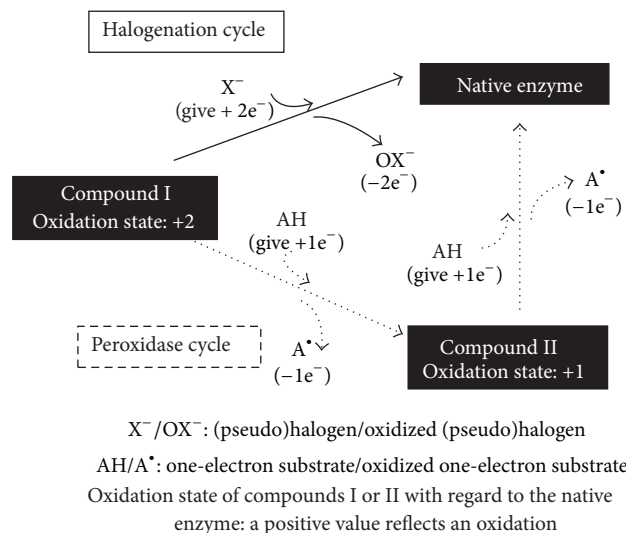 Halogenation cycle
X⁻
(give + 2e⁻)
Native enzyme
OX⁻
(−2e⁻)
Compound I
Oxidation state: +2
AH
(give +1e⁻)
A•
(−1e⁻)
AH
(give +1e⁻)
Peroxidase cycle
A•
(−1e⁻)
Compound II
Oxidation state: +1
X⁻/OX⁻: (pseudo)halogen/oxidized (pseudo)halogen
AH/A•: one-electron substrate/oxidized one-electron substrate
Oxidation state of compounds I or II with regard to the native
enzyme: a positive value reflects an oxidation